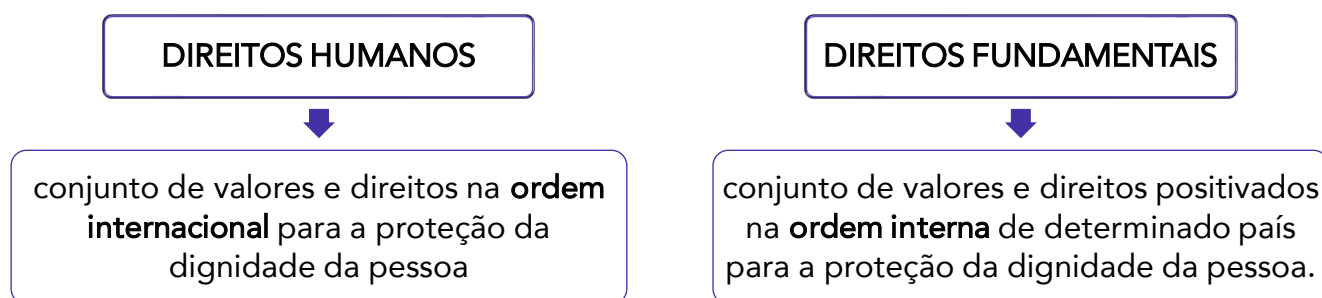 DIREITOS HUMANOS
conjunto de valores e direitos na ordem
internacional para a proteção da
dignidade da pessoa
DIREITOS FUNDAMENTAIS
conjunto de valores e direitos positivados
na ordem interna de determinado país
para a proteção da dignidade da pessoa.